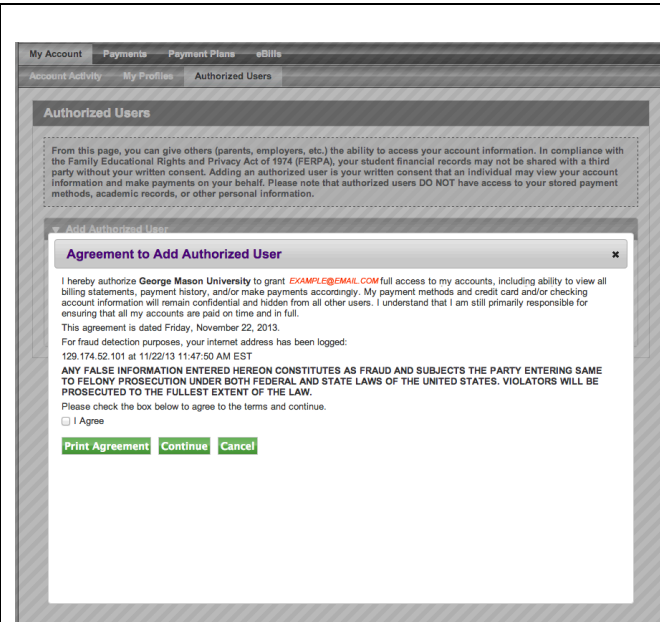 My Account Payments Payment Plans eBills
Account Activity My Profiles Authorized Users
Authorized Users
From this page, you can give others (parents, employers, etc.) the ability to access your account information. In compliance with
the Family Educational Rights and Privacy Act of 1974 (FERPA), your student financial records may not be shared with a third
party without your written consent. Adding an authorized user is your written consent that an individual may view your account
information and make payments on your behalf. Please note that authorized users DO NOT have access to your stored payment
methods, academic records, or other personal information.
Add Authorized User
Agreement to Add Authorized User
I hereby authorize George Mason University to grant EXAMPLE@EMAIL.COM full access to my accounts, including ability to view all
billing statements, payment history, and/or make payments accordingly. My payment methods and credit card and/or checking
account information will remain confidential and hidden from all other users. I understand that I am still primarily responsible for
ensuring that all my accounts are paid on time and in full.
This agreement is dated Friday, November 22, 2013.
For fraud detection purposes, your internet address has been logged:
129.174.52.101 at 11/22/13 11:47:50 AM EST
ANY FALSE INFORMATION ENTERED HEREON CONSTITUTES AS FRAUD AND SUBJECTS THE PARTY ENTERING SAME
TO FELONY PROSECUTION UNDER BOTH FEDERAL AND STATE LAWS OF THE UNITED STATES. VIOLATORS WILL BE
PROSECUTED TO THE FULLEST EXTENT OF THE LAW.
Please check the box below to agree to the terms and continue.
I Agree
Print Agreement Continue Cancel